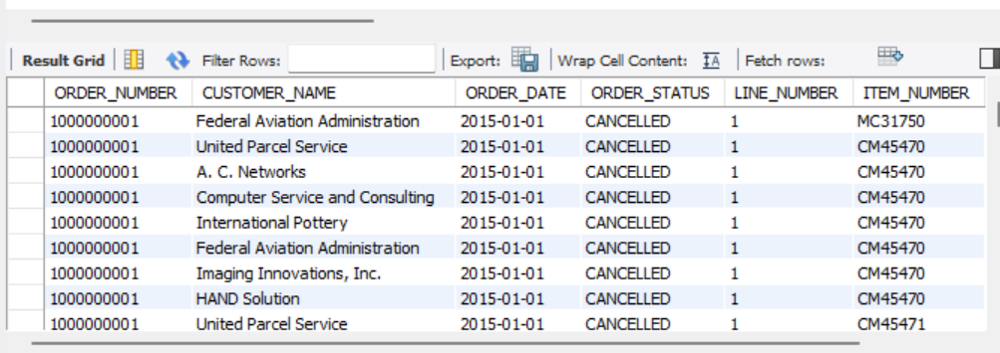 Result Grid Filter Rows: Export: Wrap Cell Content: IA Fetch rows:
ORDER_NUMBER CUSTOMER_NAME ORDER_DATE ORDER_STATUS LINE_NUMBER ITEM_NUMBER
1000000001 Federal Aviation Administration 2015-01-01 CANCELLED 1 MC31750
1000000001 United Parcel Service 2015-01-01 CANCELLED 1 CM45470
1000000001 A. C. Networks 2015-01-01 CANCELLED 1 CM45470
1000000001 Computer Service and Consulting 2015-01-01 CANCELLED 1 CM45470
1000000001 International Pottery 2015-01-01 CANCELLED 1 CM45470
1000000001 Federal Aviation Administration 2015-01-01 CANCELLED 1 CM45470
1000000001 Imaging Innovations, Inc. 2015-01-01 CANCELLED 1 CM45470
1000000001 HAND Solution 2015-01-01 CANCELLED 1 CM45470
1000000001 United Parcel Service 2015-01-01 CANCELLED 1 CM45471